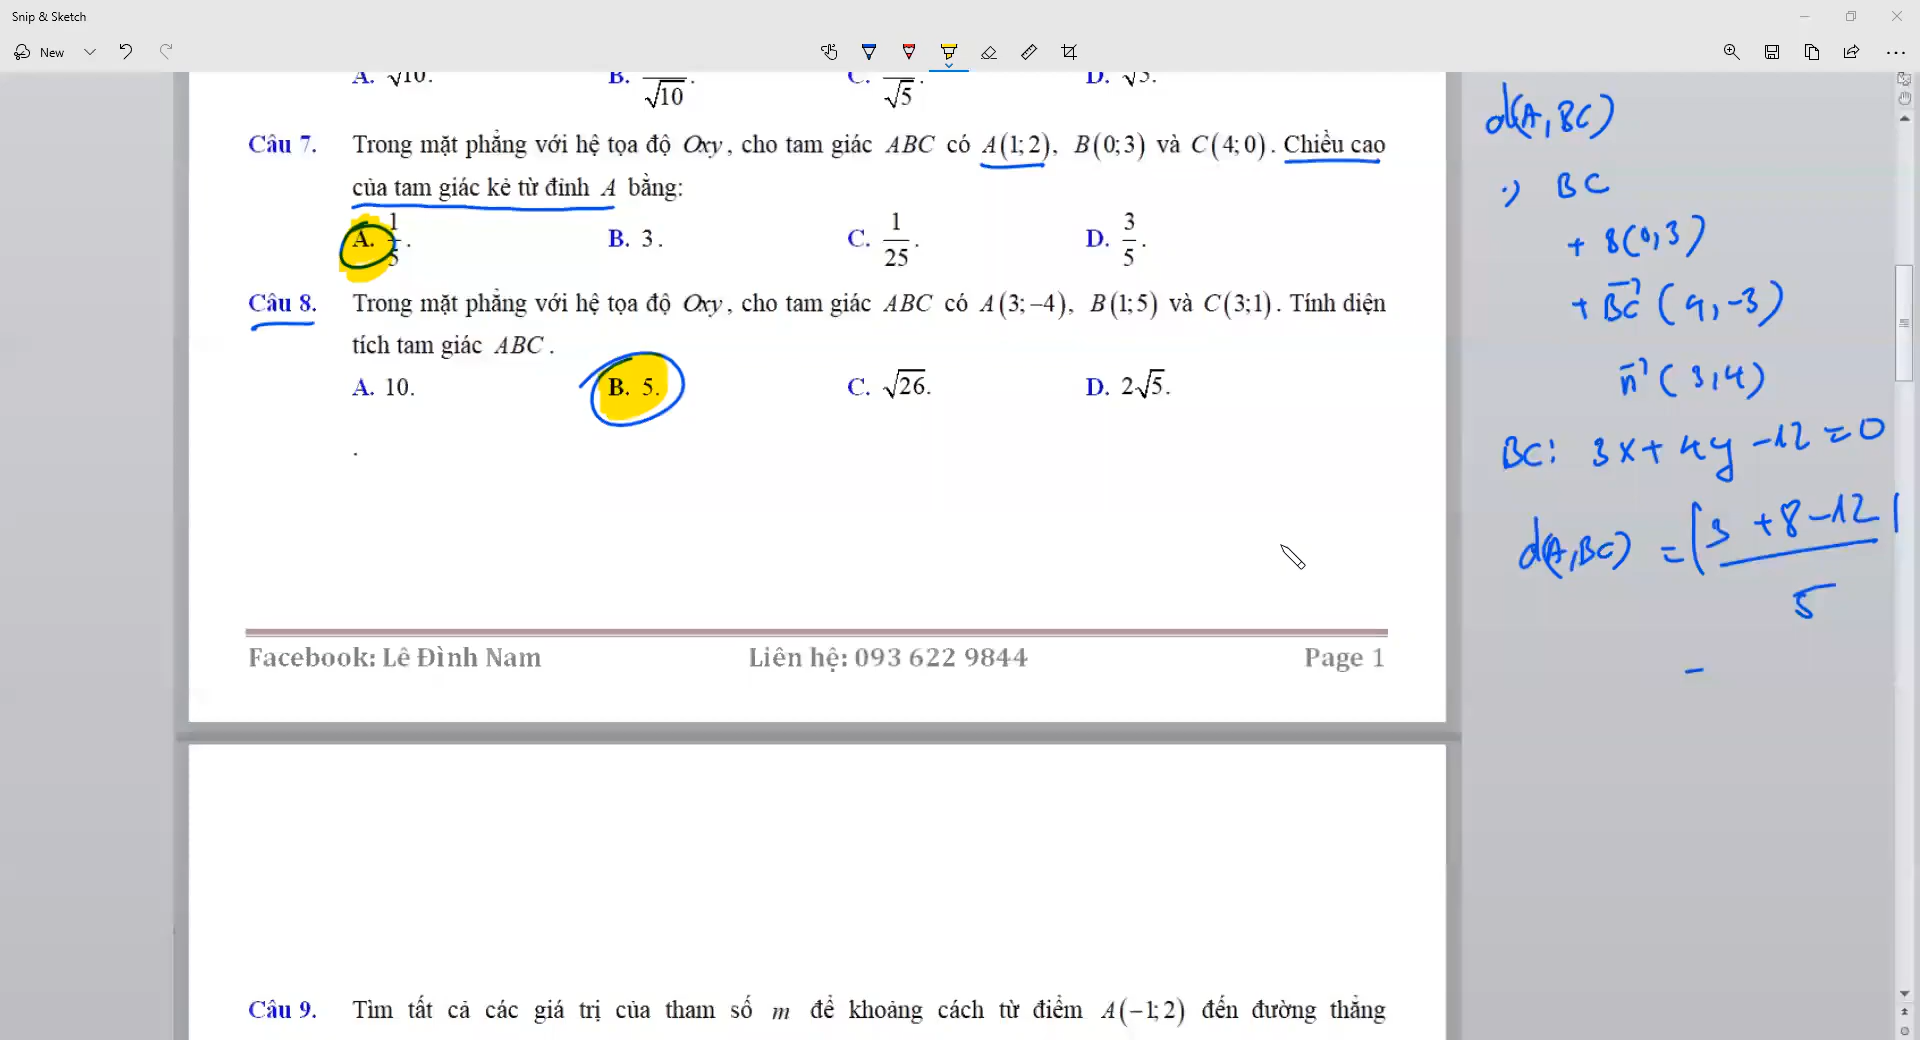 Snip & Sketch
New
A. √10.
B. √10.
C. √5.
D. √5.
Câu 7. Trong mặt phẳng với hệ tọa độ Oxy, cho tam giác ABC có A(1;2), B(0;3) và C(4;0). Chiều cao
của tam giác kẻ từ đỉnh A bằng:
A. 1/5. B. 3. C. 1/25. D. 3/5.
Câu 8. Trong mặt phẳng với hệ tọa độ Oxy, cho tam giác ABC có A(3;−4), B(1;5) và C(3;1). Tính diện
tích tam giác ABC.
A. 10. B. 5. C. √26. D. 2√5.
.
Facebook: Lê Đình Nam Liên hệ: 093 622 9844 Page 1
Câu 9. Tìm tất cả các giá trị của tham số m để khoảng cách từ điểm A(−1;2) đến đường thẳng
d(A,BC)
·) BC
+ B(0,3)
+ BC→(4,-3)
n→(3,4)
BC: 3x+4y-12=0
d(A,BC) = |3+8-12|/5
-